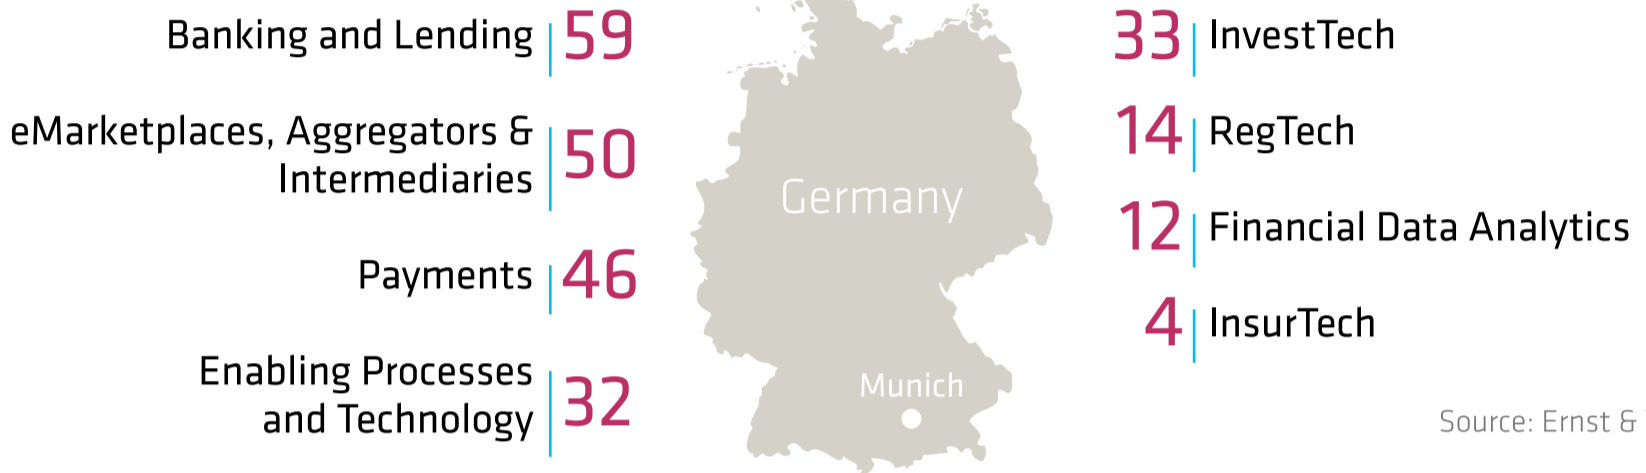 Banking and Lending 59
eMarketplaces, Aggregators &
Intermediaries 50
Payments 46
Enabling Processes
and Technology 32
Germany
Munich
33 InvestTech
14 RegTech
12 Financial Data Analytics
4 InsurTech
Source: Ernst &